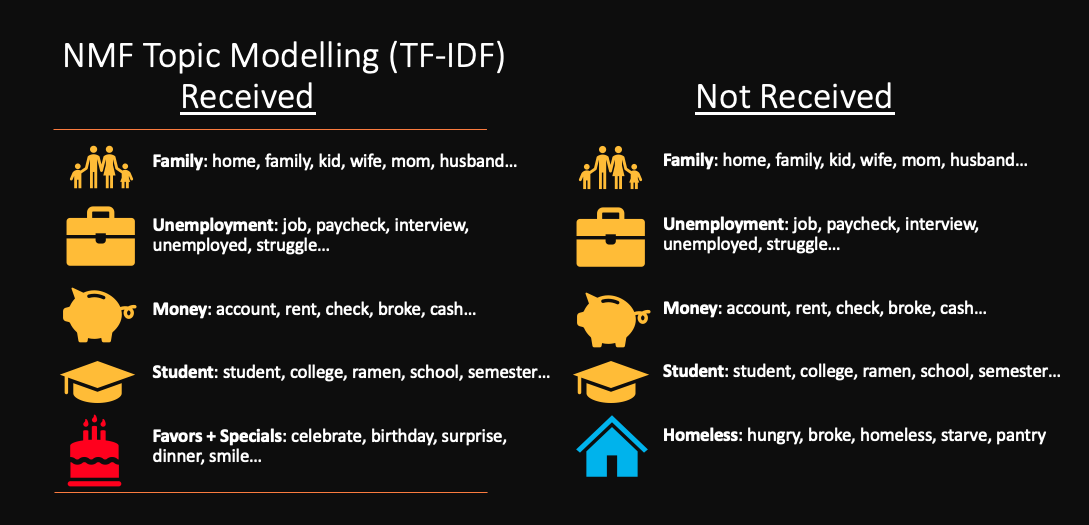 NMF Topic Modelling (TF-IDF)
Received
Family: home, family, kid, wife, mom, husband...
Unemployment: job, paycheck, interview,
unemployed, struggle...
Money: account, rent, check, broke, cash...
Student: student, college, ramen, school, semester...
Favors + Specials: celebrate, birthday, surprise,
dinner, smile...
Not Received
Family: home, family, kid, wife, mom, husband...
Unemployment: job, paycheck, interview,
unemployed, struggle...
Money: account, rent, check, broke, cash...
Student: student, college, ramen, school, semester...
Homeless: hungry, broke, homeless, starve, pantry